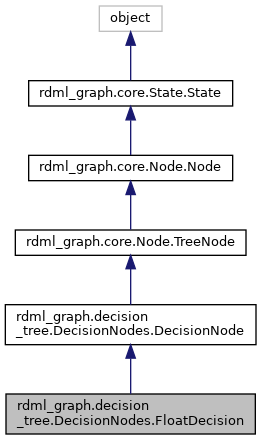 object
rdml_graph.core.State.State
rdml_graph.core.Node.Node
rdml_graph.core.Node.TreeNode
rdml_graph.decision
_tree.DecisionNodes.DecisionNode
rdml_graph.decision
_tree.DecisionNodes.FloatDecision